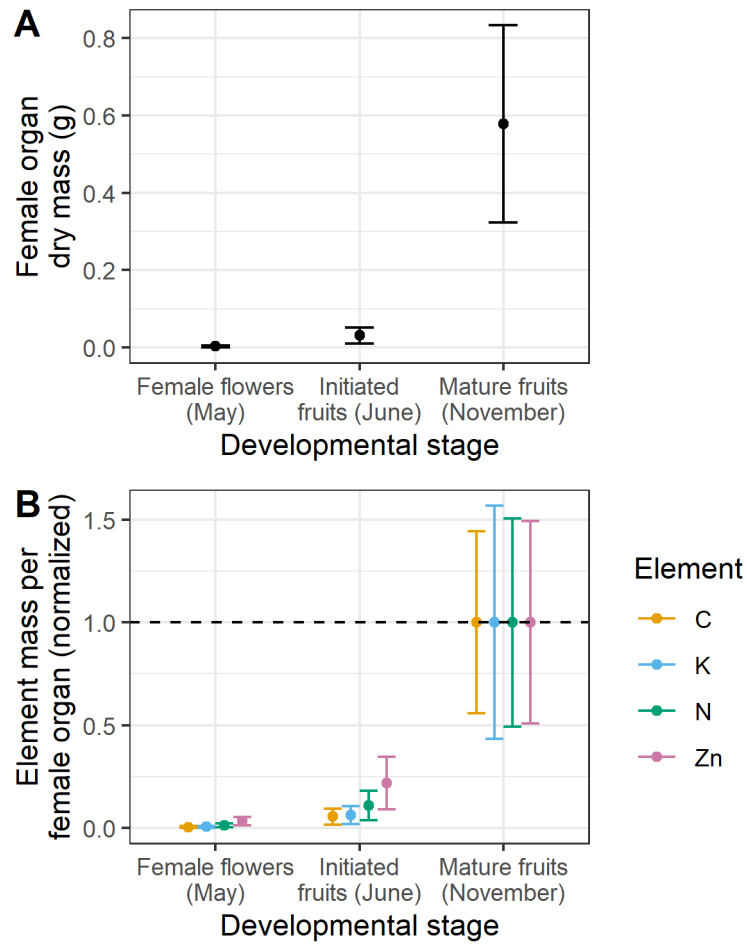 A
Female organ
dry mass (g)
0.8
0.6
0.4
0.2
0.0
Female flowers
(May)
Initiated
fruits (June)
Mature fruits
(November)
Developmental stage
B
Element mass per
female organ (normalized)
1.5
1.0
0.5
0.0
Female flowers
(May)
Initiated
fruits (June)
Mature fruits
(November)
Developmental stage
Element
C
K
N
Zn